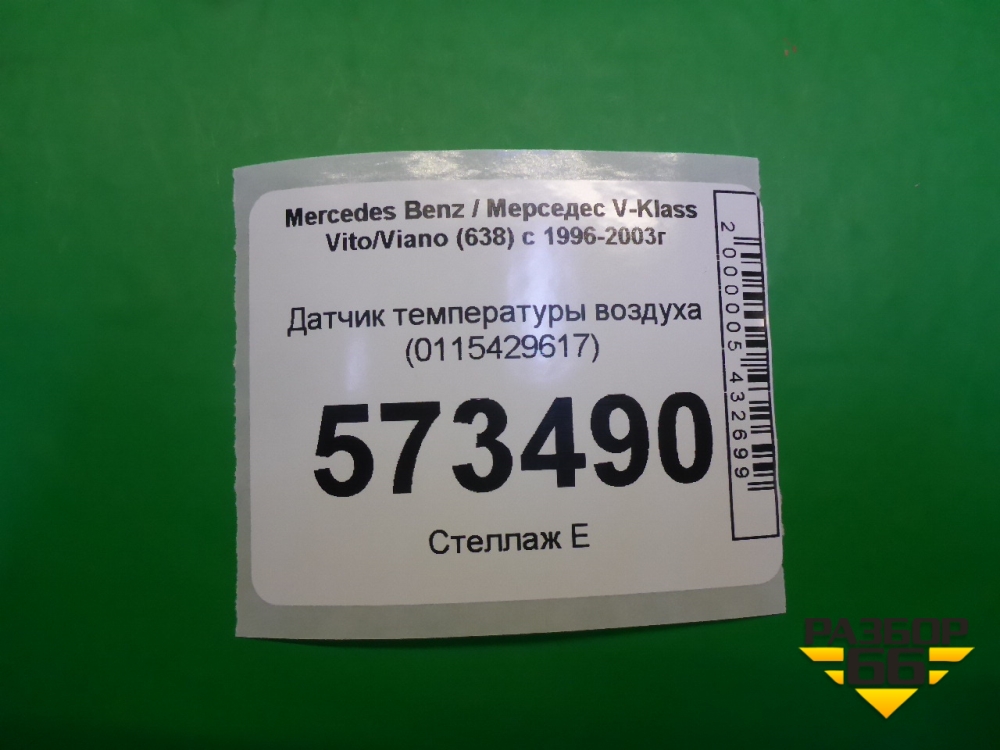 Mercedes Benz / Мерседес V-Klass
Vito/Viano (638) с 1996-2003г
Датчик температуры воздуха
(0115429617)
573490
Стеллаж Е
2000005432699
РАЗБОР
66